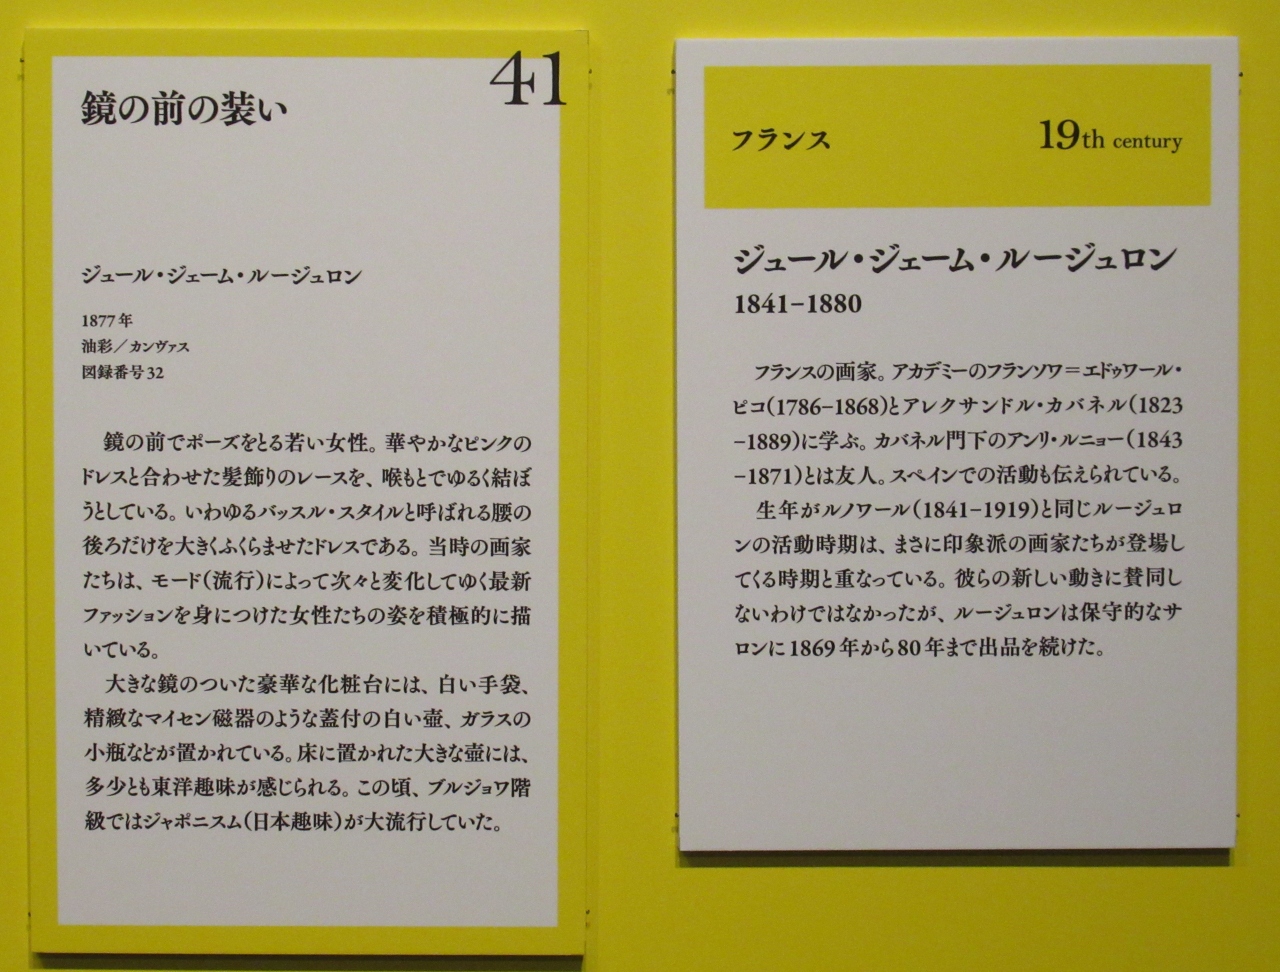 41
鏡の前の装い
ジュール・ジェーム・ルージュロン
1877年
油彩／カンヴァス
図録番号32
鏡の前でポーズをとる若い女性。華やかなピンクの
ドレスと合わせた髪飾りのレースを、喉もとでゆるく結ぼ
うとしている。いわゆるバッスル・スタイルと呼ばれる腰の
後ろだけを大きくふくらませたドレスである。当時の画家
たちは、モード（流行）によって次々と変化してゆく最新
ファッションを身につけた女性たちの姿を積極的に描
いている。
大きな鏡のついた豪華な化粧台には、白い手袋、
精緻なマイセン磁器のような蓋付の白い壺、ガラスの
小瓶などが置かれている。床に置かれた大きな壺には、
多少とも東洋趣味が感じられる。この頃、ブルジョワ階
級ではジャポニスム（日本趣味）が大流行していた。
フランス 19th century
ジュール・ジェーム・ルージュロン
1841–1880
フランスの画家。アカデミーのフランソワ＝エドゥワール・
ピコ（1786–1868）とアレクサンドル・カバネル（1823
–1889）に学ぶ。カバネル門下のアンリ・ルニョー（1843
–1871）とは友人。スペインでの活動も伝えられている。
生年がルノワール（1841–1919）と同じルージュロ
ンの活動時期は、まさに印象派の画家たちが登場し
てくる時期と重なっている。彼らの新しい動きに賛同し
ないわけではなかったが、ルージュロンは保守的なサ
ロンに1869年から80年まで出品を続けた。